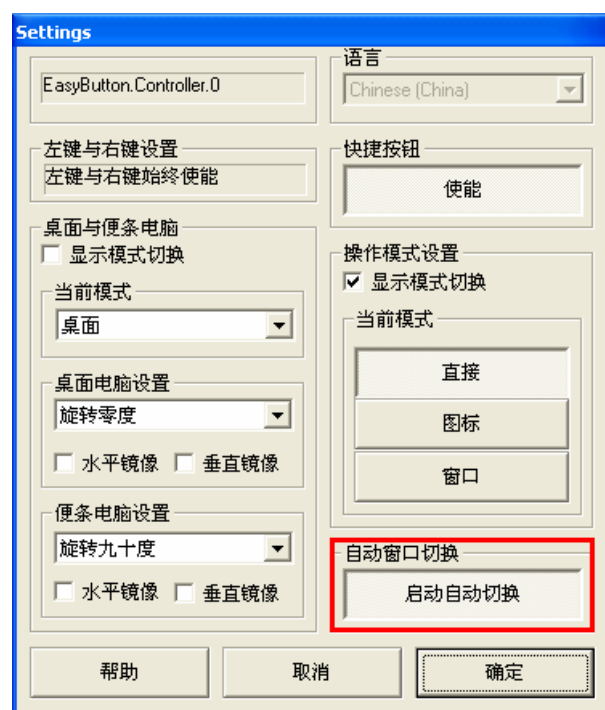 Settings
EasyButton.Controller.0
语言
Chinese (China)
左键与右键设置
左键与右键始终使能
快捷按钮
使能
桌面与便条电脑
显示模式切换
当前模式
桌面
操作模式设置
显示模式切换
当前模式
直接
图标
窗口
桌面电脑设置
旋转零度
水平镜像
垂直镜像
便条电脑设置
旋转九十度
水平镜像
垂直镜像
自动窗口切换
启动自动切换
帮助
取消
确定